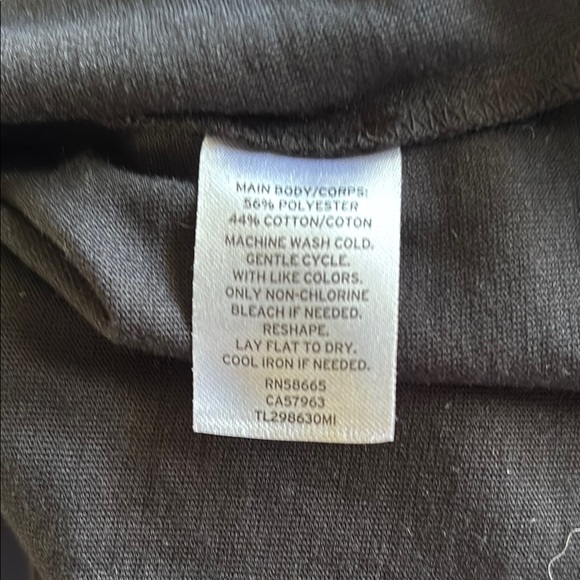 MAIN BODY/CORPS:
56% POLYESTER
44% COTTON/COTON
MACHINE WASH COLD.
GENTLE CYCLE.
WITH LIKE COLORS.
ONLY NON-CHLORINE
BLEACH IF NEEDED.
RESHAPE.
LAY FLAT TO DRY.
COOL IRON IF NEEDED.
RN58665
CA57963
TL298630MI